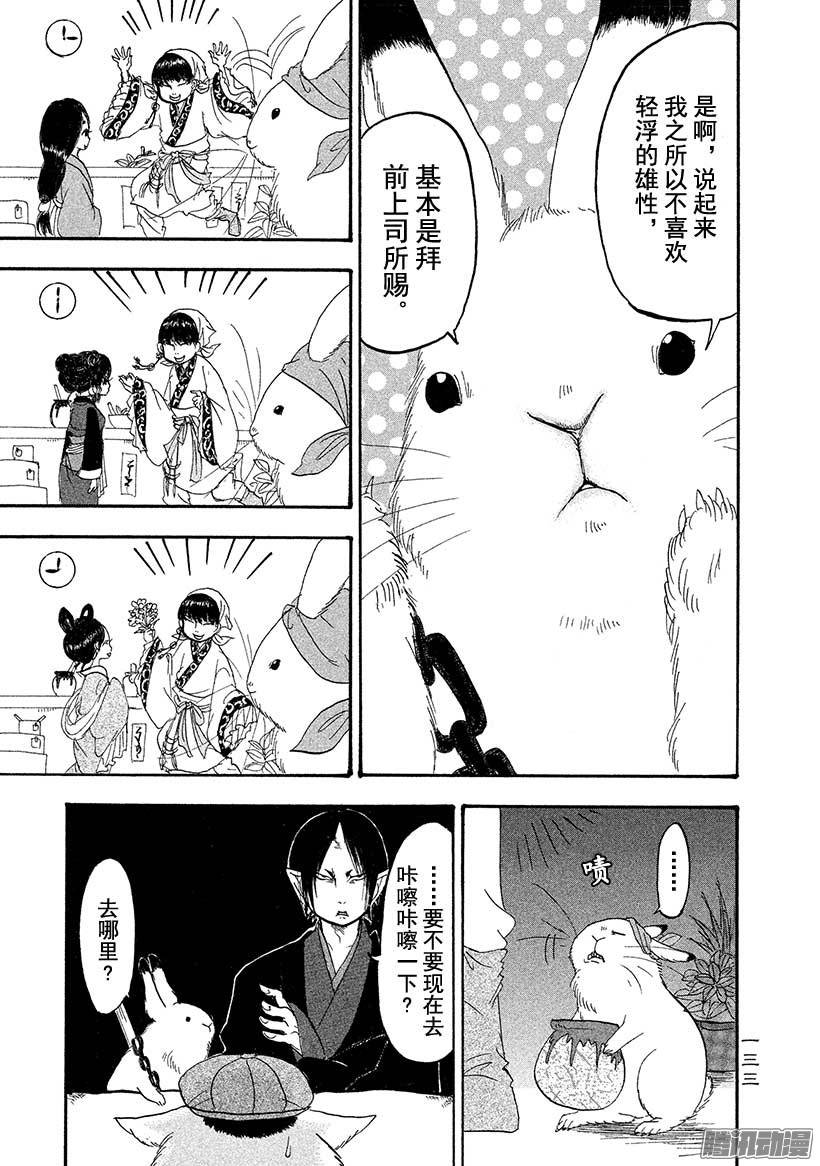 是啊，说起来
我之所以不喜欢
轻浮的雄性，
基本是拜
前上司所赐。
……
啧
……要不要现在去
咔嚓咔嚓一下？
去哪里？
一三三
腾讯动漫